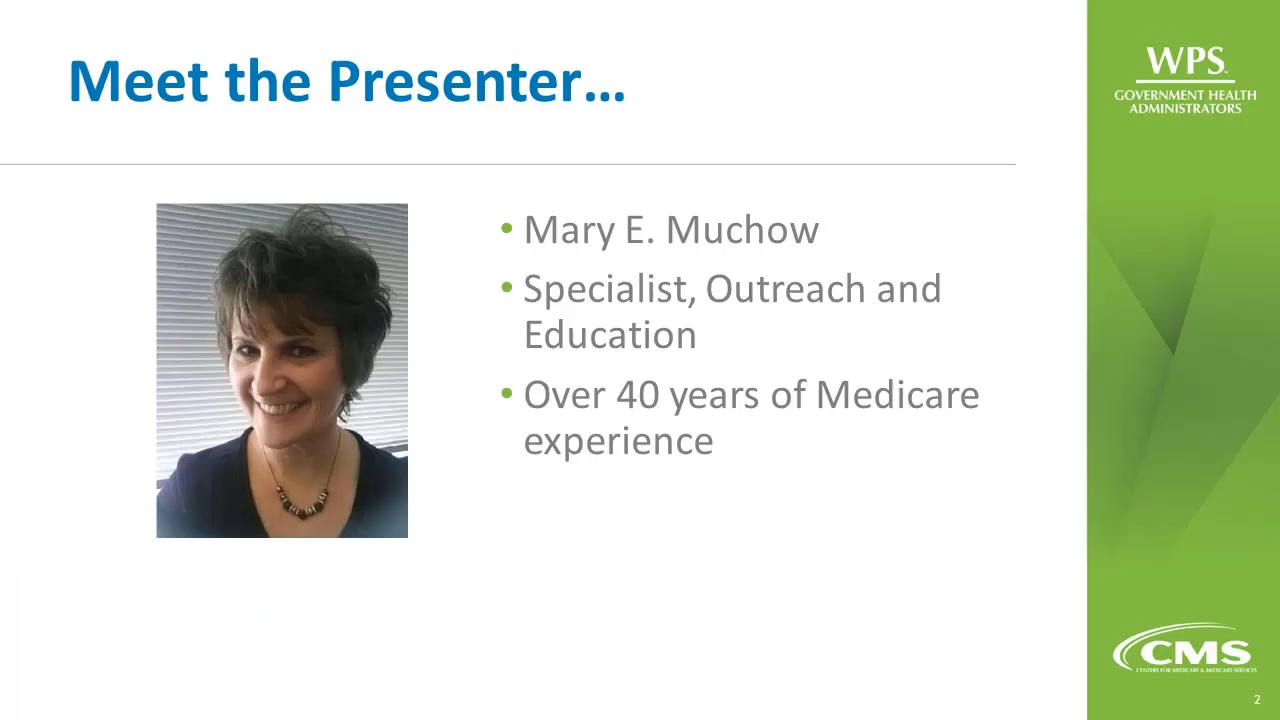 Meet the Presenter…
WPS
GOVERNMENT HEALTH
ADMINISTRATORS
• Mary E. Muchow
• Specialist, Outreach and
Education
• Over 40 years of Medicare
experience
CMS
CENTERS FOR MEDICARE & MEDICAID SERVICES
2